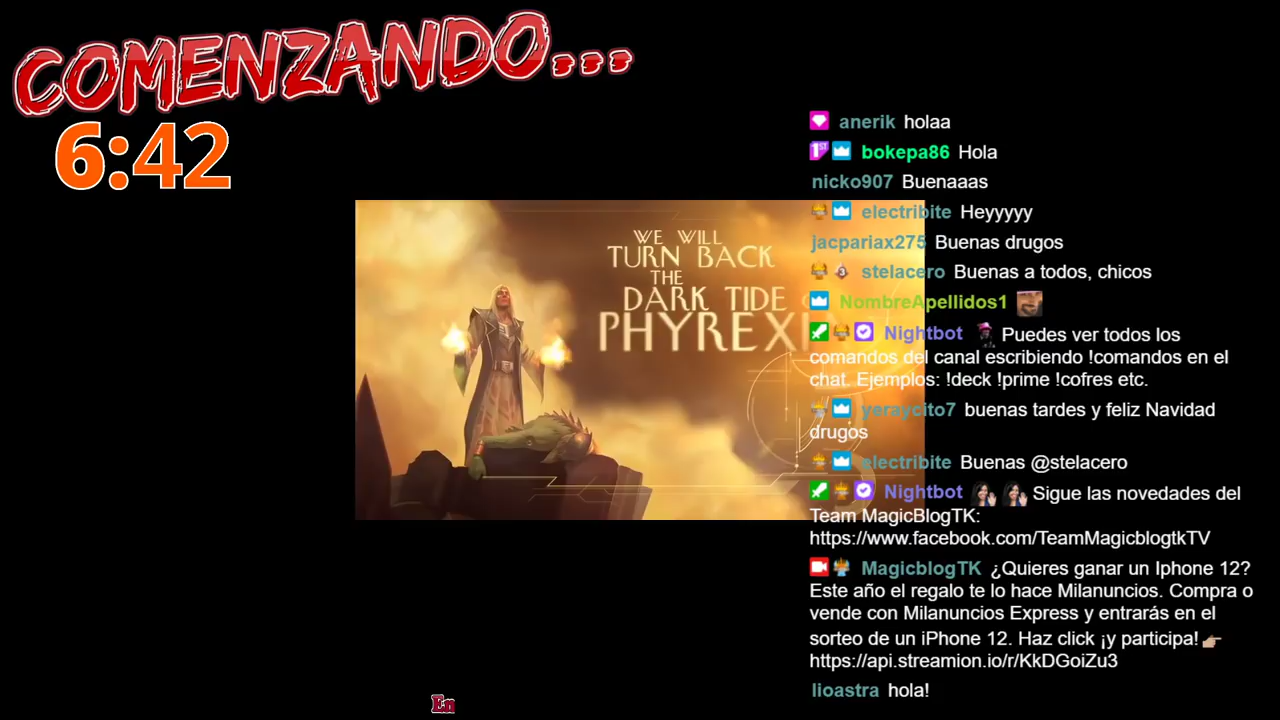 COMENZANDO...
6:42
WE WILL
TURN BACK
THE
DARK TIDE
PHYREXI
anerik holaa
bokepa86 Hola
nicko907 Buenaaas
electribite Heyyyyy
jacpariax275 Buenas drugos
3 stelacero Buenas a todos, chicos
NombreApellidos1
Nightbot Puedes ver todos los
comandos del canal escribiendo !comandos en el
chat. Ejemplos: !deck !prime !cofres etc.
yeraycito7 buenas tardes y feliz Navidad
drugos
electribite Buenas @stelacero
Nightbot Sigue las novedades del
Team MagicBlogTK:
https://www.facebook.com/TeamMagicblogtkTV
MagicblogTK ¿Quieres ganar un Iphone 12?
Este año el regalo te lo hace Milanuncios. Compra o
vende con Milanuncios Express y entrarás en el
sorteo de un iPhone 12. Haz click ¡y participa!
https://api.streamion.io/r/KkDGoiZu3
lioastra hola!
En